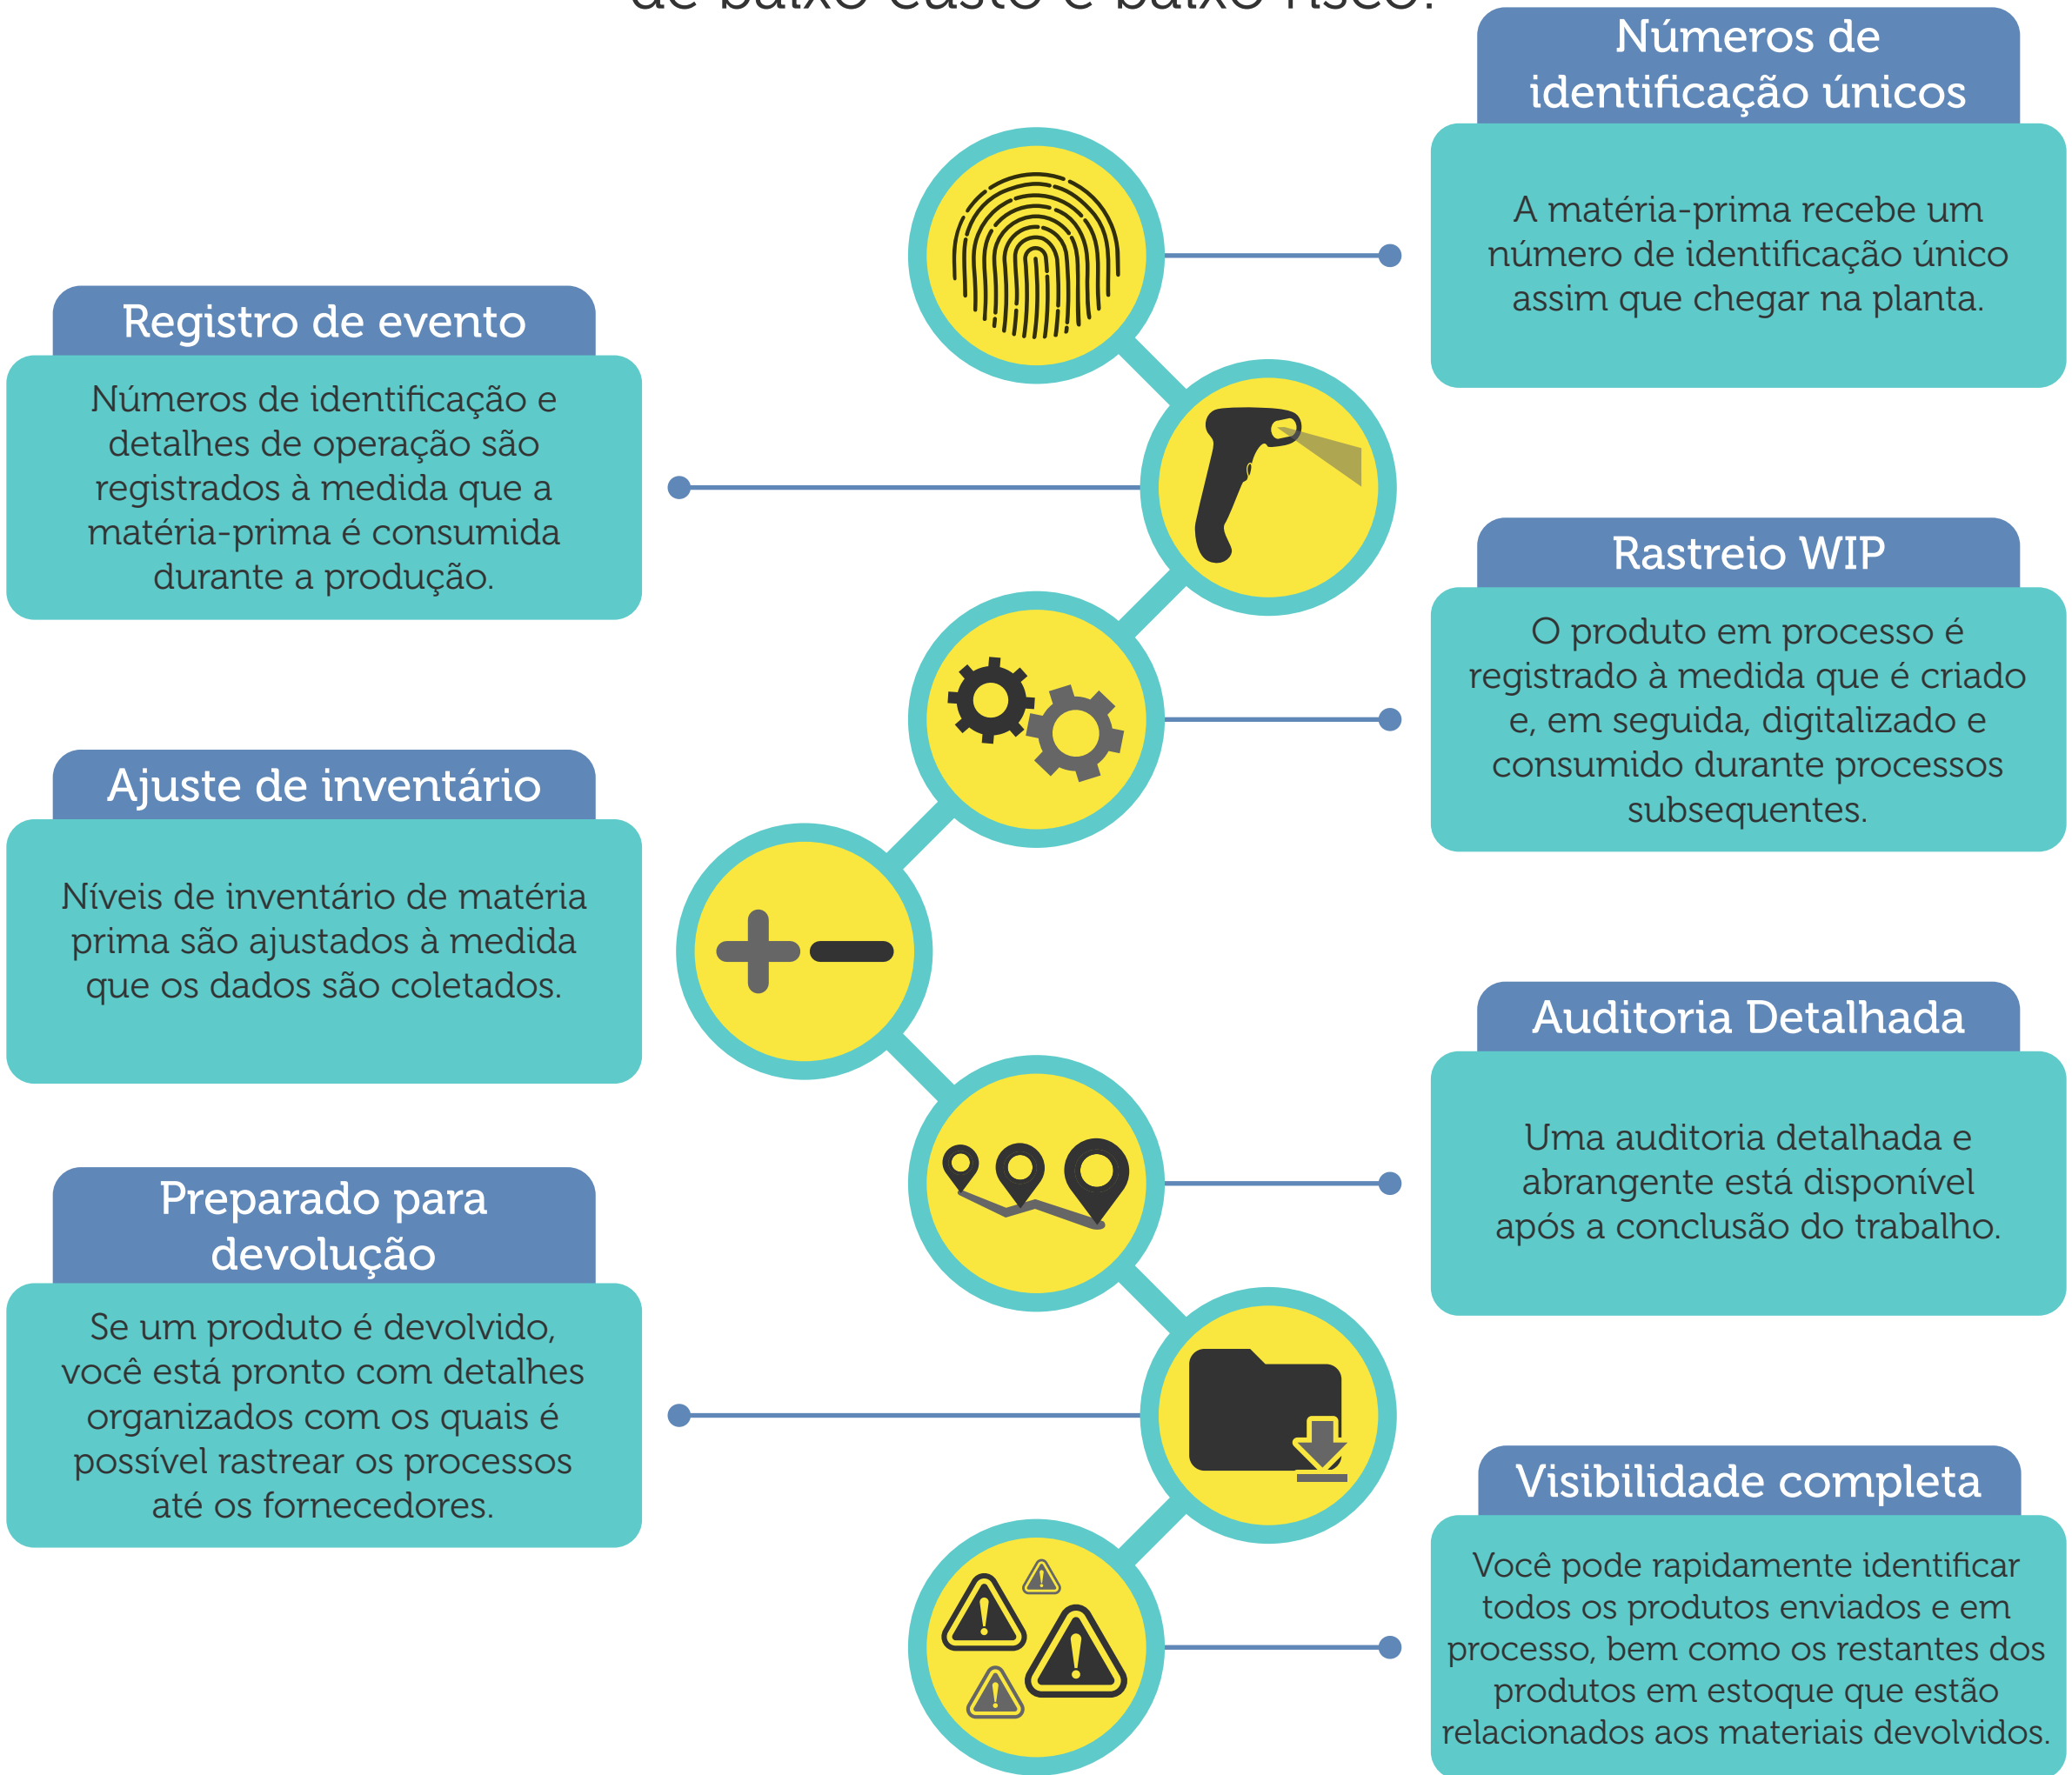 de baixo custo e baixo risco.
Números de
identificação únicos
A matéria-prima recebe um
número de identificação único
assim que chegar na planta.
Registro de evento
Números de identificação e
detalhes de operação são
registrados à medida que a
matéria-prima é consumida
durante a produção.
Rastreio WIP
O produto em processo é
registrado à medida que é criado
e, em seguida, digitalizado e
consumido durante processos
subsequentes.
Ajuste de inventário
Níveis de inventário de matéria
prima são ajustados à medida
que os dados são coletados.
Auditoria Detalhada
Uma auditoria detalhada e
abrangente está disponível
após a conclusão do trabalho.
Preparado para
devolução
Se um produto é devolvido,
você está pronto com detalhes
organizados com os quais é
possível rastrear os processos
até os fornecedores.
Visibilidade completa
Você pode rapidamente identificar
todos os produtos enviados e em
processo, bem como os restantes dos
produtos em estoque que estão
relacionados aos materiais devolvidos.